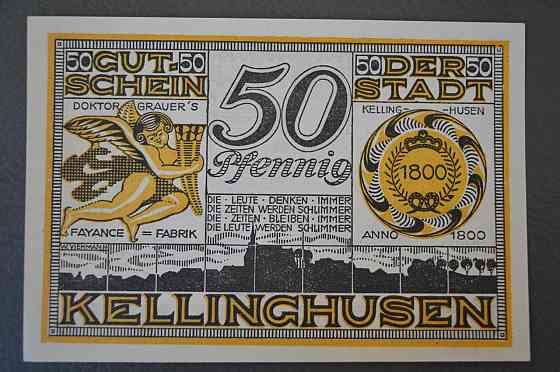 50 GUT- 50
SCHEIN
DOKTOR GRAUER'S
FAYANCE = FABRIK
50
Pfennig
DIE · LEUTE · DENKEN · IMMER
DIE ZEITEN WERDEN SCHLIMMER
DIE · ZEITEN · BLEIBEN · IMMER
DIE LEUTE WERDEN SCHLIMMER
50 DER 50
STADT
KELLING- HUSEN
1800
ANNO 1800
KELLINGHUSEN